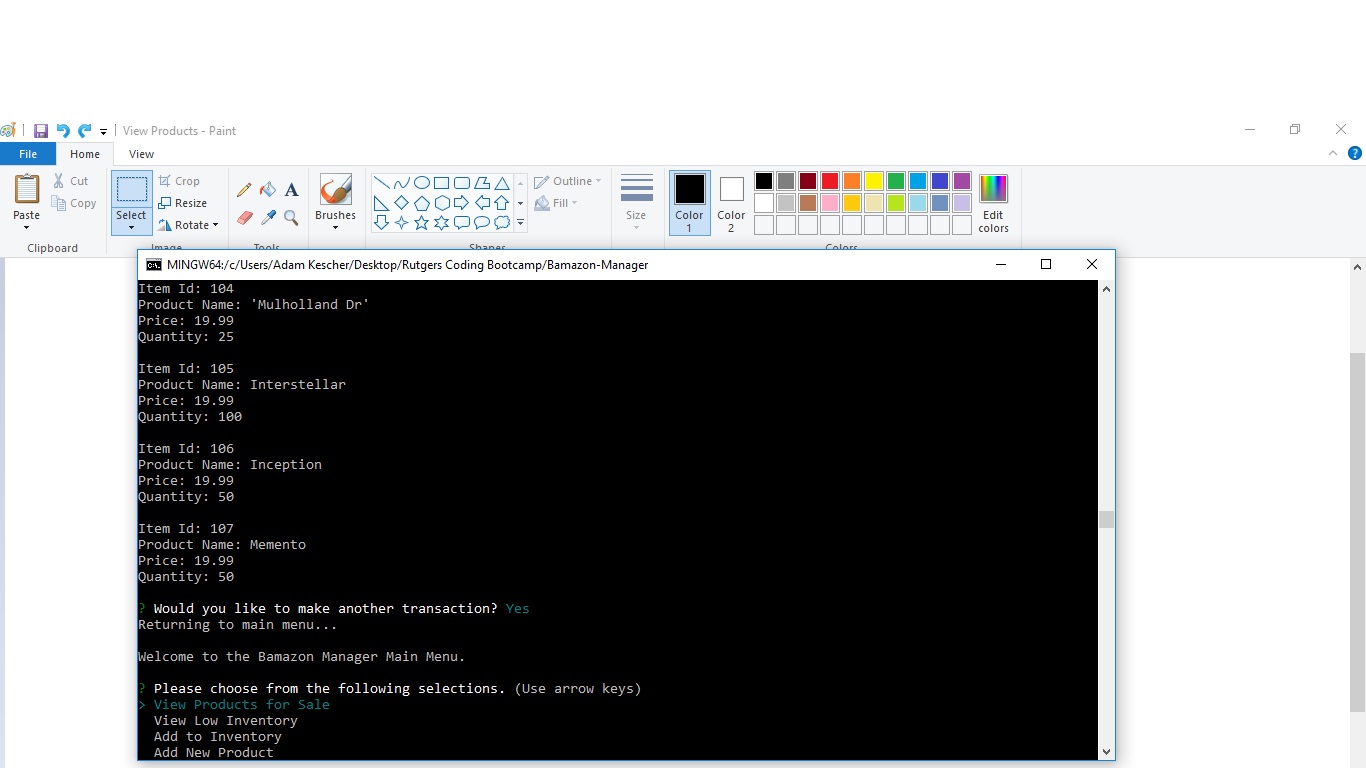 View Products - Paint
File Home View
Paste
Cut
Copy
Clipboard
Select
Crop
Resize
Rotate
Image
A
Tools
Brushes
Shapes
Outline
Fill
Size
Color
1
Color
2
Edit
colors
Colors
?
C:\.
MINGW64:/c/Users/Adam Kescher/Desktop/Rutgers Coding Bootcamp/Bamazon-Manager
Item Id: 104
Product Name: 'Mulholland Dr'
Price: 19.99
Quantity: 25
Item Id: 105
Product Name: Interstellar
Price: 19.99
Quantity: 100
Item Id: 106
Product Name: Inception
Price: 19.99
Quantity: 50
Item Id: 107
Product Name: Memento
Price: 19.99
Quantity: 50
? Would you like to make another transaction? Yes
Returning to main menu...
Welcome to the Bamazon Manager Main Menu.
? Please choose from the following selections. (Use arrow keys)
> View Products for Sale
View Low Inventory
Add to Inventory
Add New Product